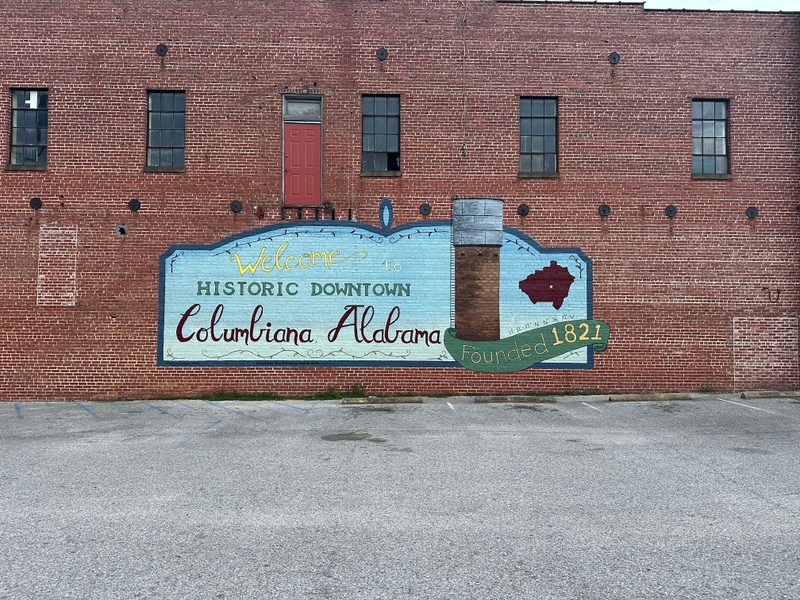 Welcome to
HISTORIC DOWNTOWN
Columbiana, Alabama
Founded 1821